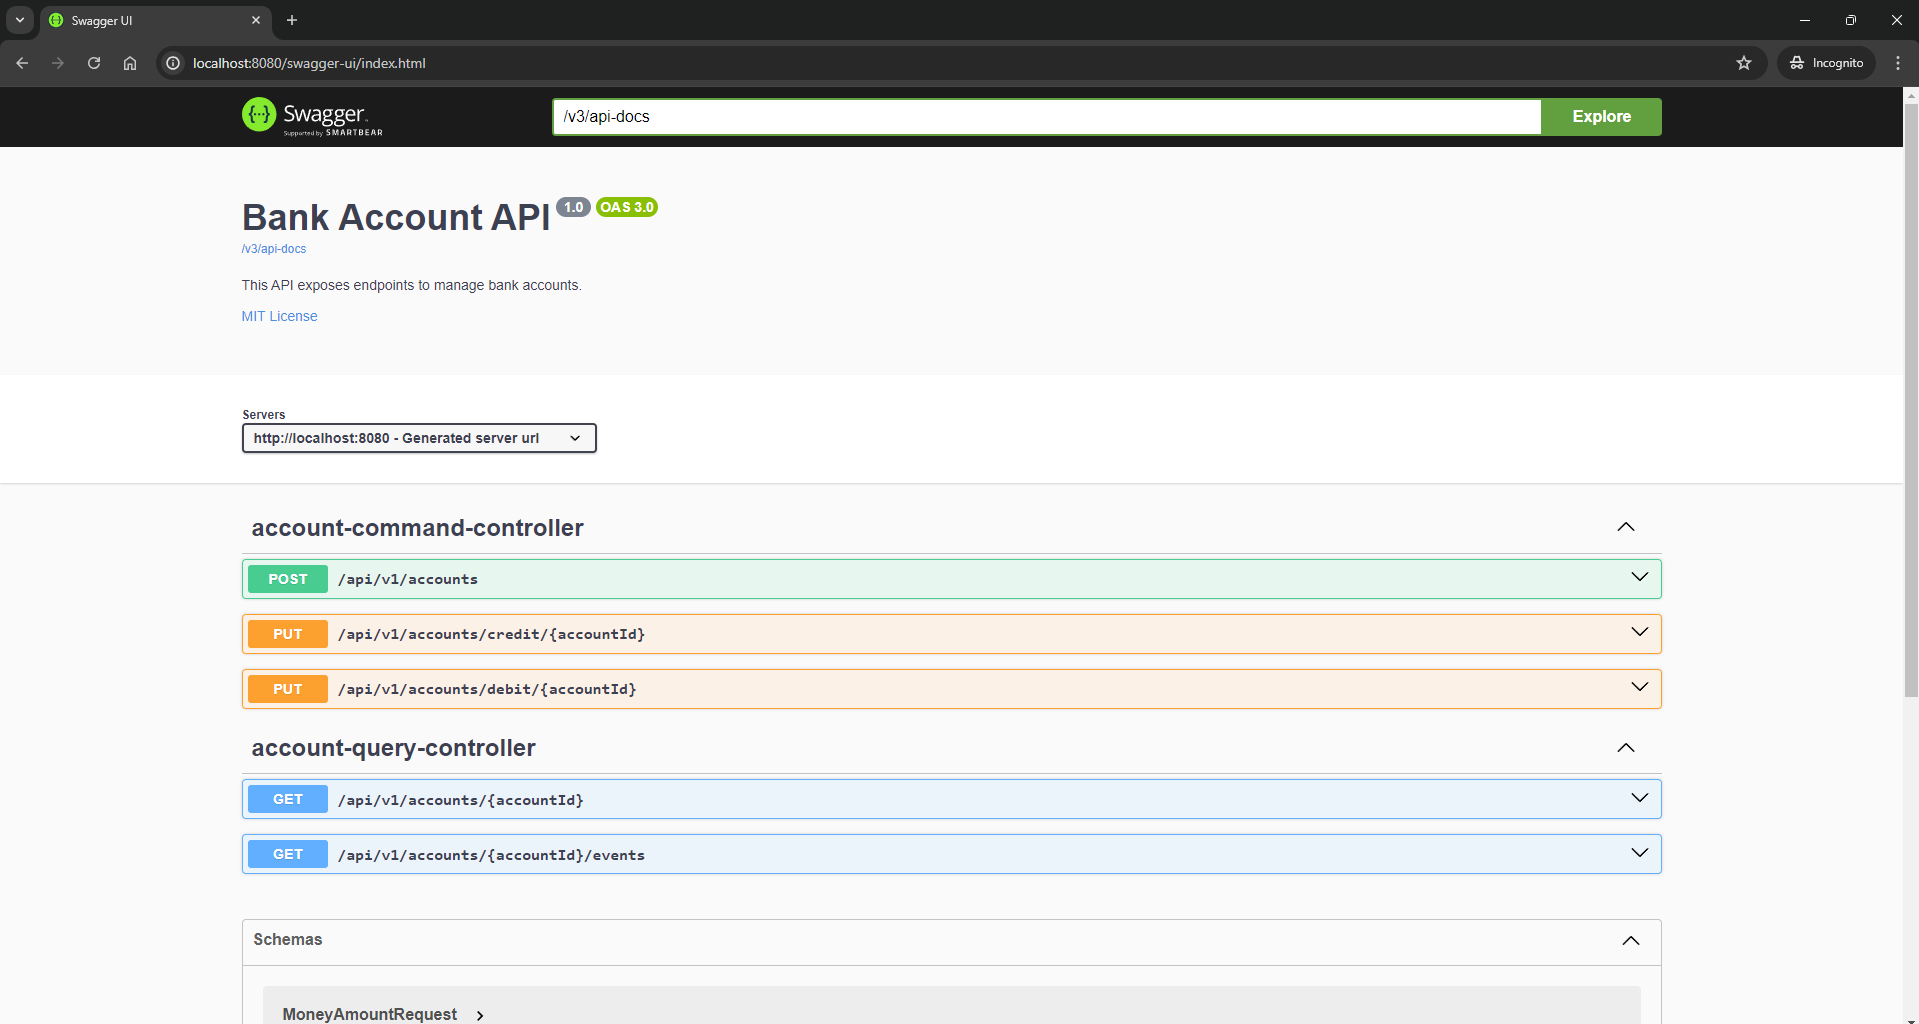 Swagger UI
localhost:8080/swagger-ui/index.html
Incognito
Swagger.
Supported by SMARTBEAR
/v3/api-docs
Explore
Bank Account API 1.0 OAS 3.0
/v3/api-docs
This API exposes endpoints to manage bank accounts.
MIT License
Servers
http://localhost:8080 - Generated server url
account-command-controller
POST /api/v1/accounts
PUT /api/v1/accounts/credit/{accountId}
PUT /api/v1/accounts/debit/{accountId}
account-query-controller
GET /api/v1/accounts/{accountId}
GET /api/v1/accounts/{accountId}/events
Schemas
MoneyAmountRequest